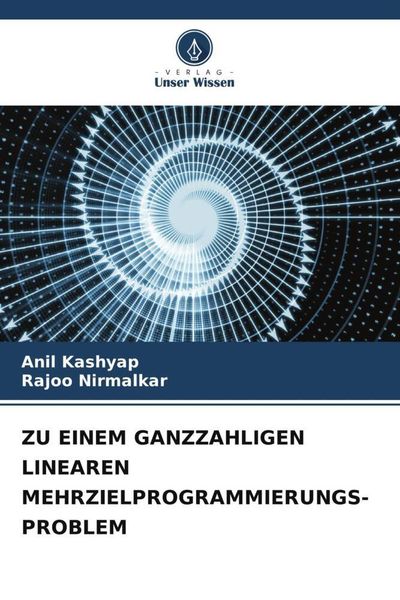 - VERLAG -
Unser Wissen
Anil Kashyap
Rajoo Nirmalkar
ZU EINEM GANZZAHLIGEN
LINEAREN
MEHRZIELPROGRAMMIERUNGS-
PROBLEM